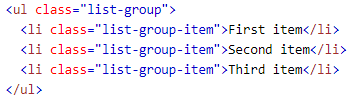 <ul class="list-group">
  <li class="list-group-item">First item</li>
  <li class="list-group-item">Second item</li>
  <li class="list-group-item">Third item</li>
</ul>